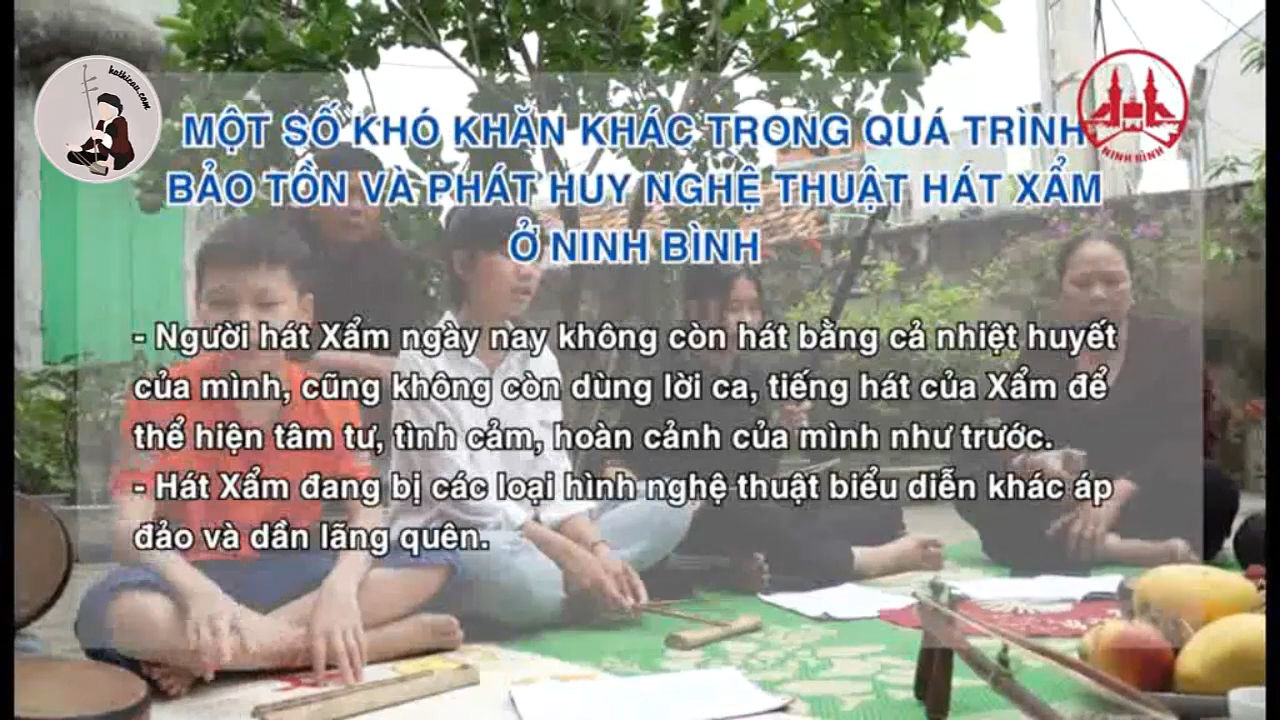 kattieau.com
NINH BÌNH
MỘT SỐ KHÓ KHĂN KHÁC TRONG QUÁ TRÌNH
BẢO TỒN VÀ PHÁT HUY NGHỆ THUẬT HÁT XẨM
Ở NINH BÌNH
- Người hát Xẩm ngày nay không còn hát bằng cả nhiệt huyết
của mình, cũng không còn dùng lời ca, tiếng hát của Xẩm để
thể hiện tâm tư, tình cảm, hoàn cảnh của mình như trước.
- Hát Xẩm đang bị các loại hình nghệ thuật biểu diễn khác áp
đảo và dần lãng quên.